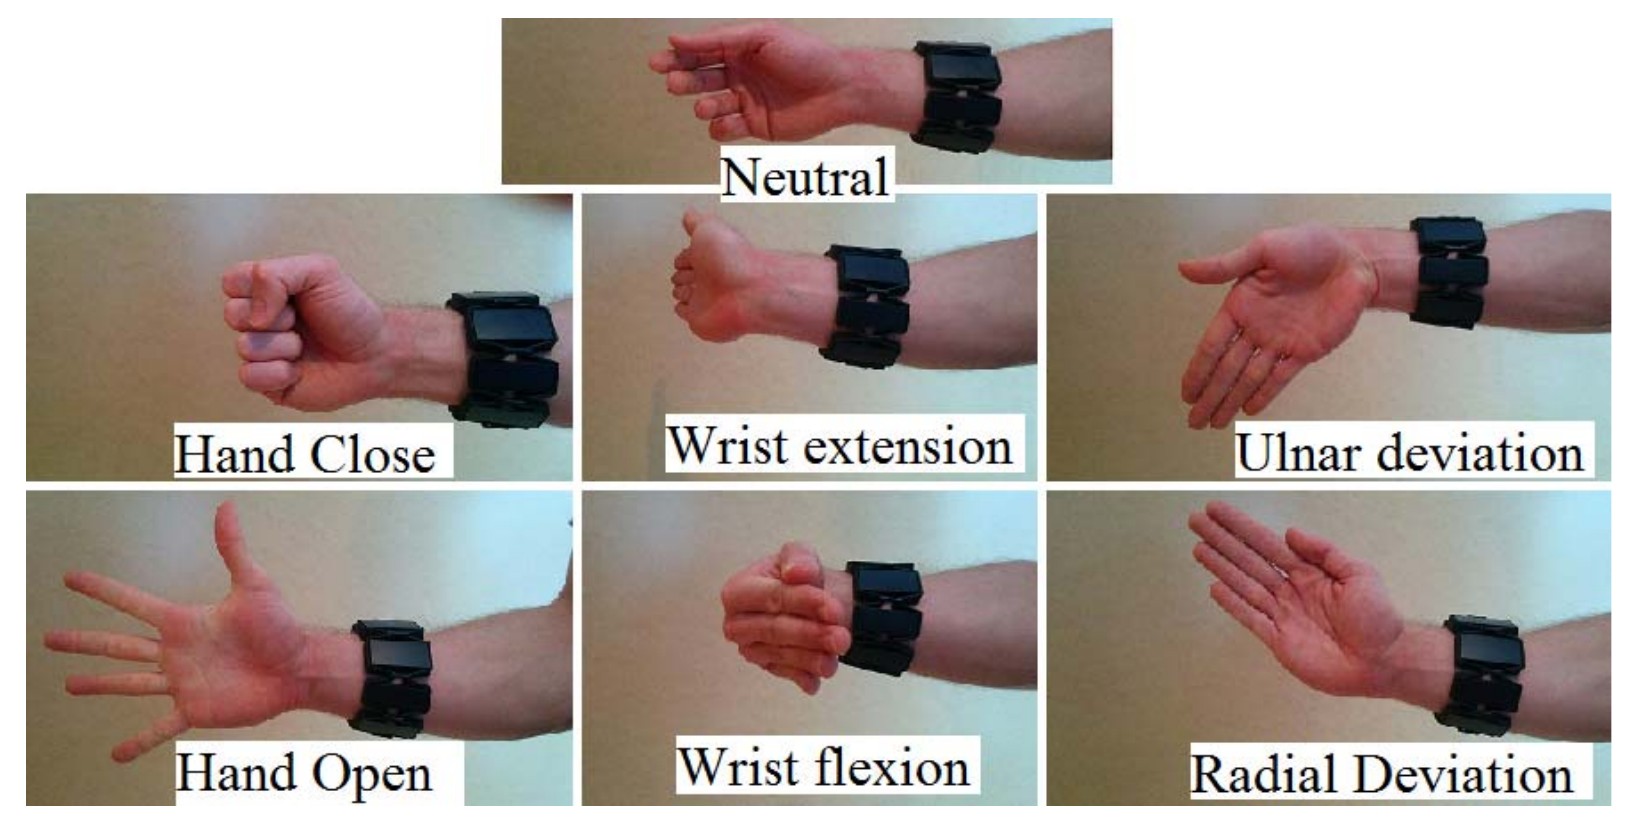 Neutral
Hand Close
Wrist extension
Ulnar deviation
Hand Open
Wrist flexion
Radial Deviation